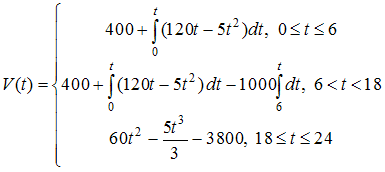 400 + ∫₀ᵗ (120t − 5t²)dt, 0 ≤ t ≤ 6
V(t) = { 400 + ∫₀ᵗ (120t − 5t²) dt − 1000 ∫₆ᵗ dt, 6 < t < 18
60t² − 5t³/3 − 3800, 18 ≤ t ≤ 24